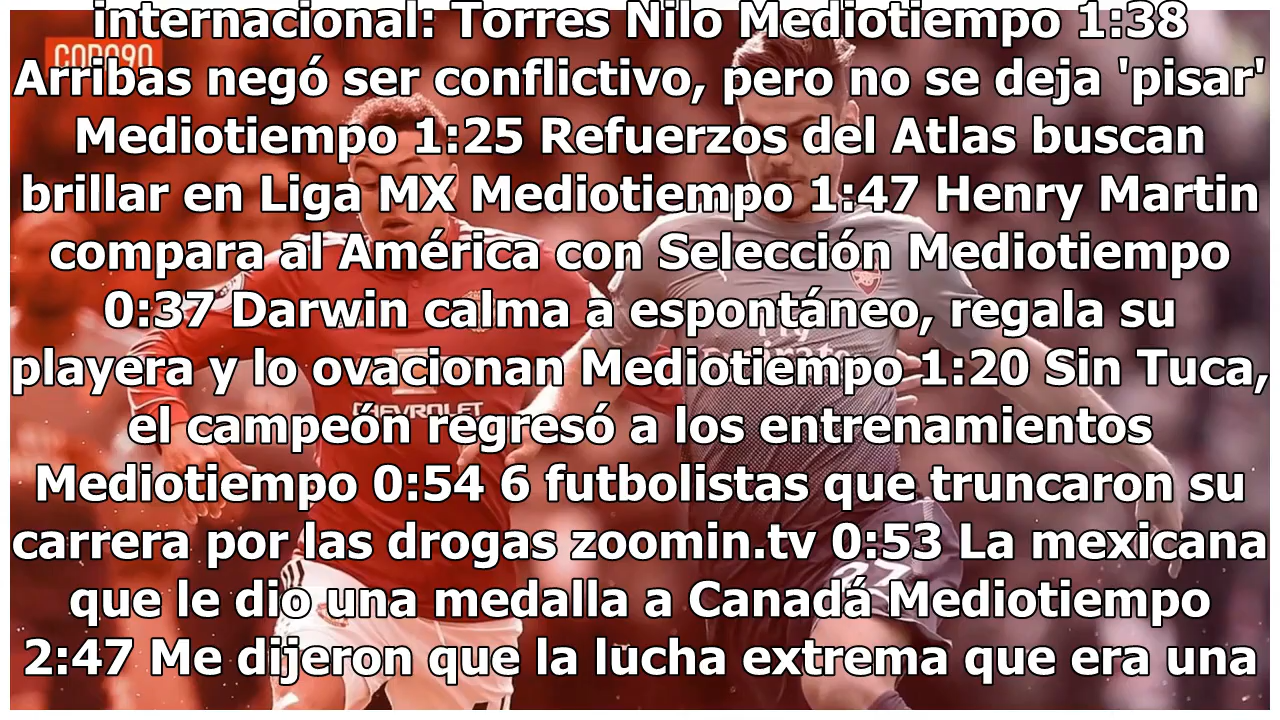 internacional: Torres Nilo Mediotiempo 1:38
COPA90
Arribas negó ser conflictivo, pero no se deja 'pisar'
Mediotiempo 1:25 Refuerzos del Atlas buscan
brillar en Liga MX Mediotiempo 1:47 Henry Martin
compara al América con Selección Mediotiempo
0:37 Darwin calma a espontáneo, regala su
playera y lo ovacionan Mediotiempo 1:20 Sin Tuca,
CHEVROLET
el campeón regresó a los entrenamientos
Mediotiempo 0:54 6 futbolistas que truncaron su
carrera por las drogas zoomin.tv 0:53 La mexicana
que le dio una medalla a Canadá Mediotiempo
2:47 Me dijeron que la lucha extrema que era una